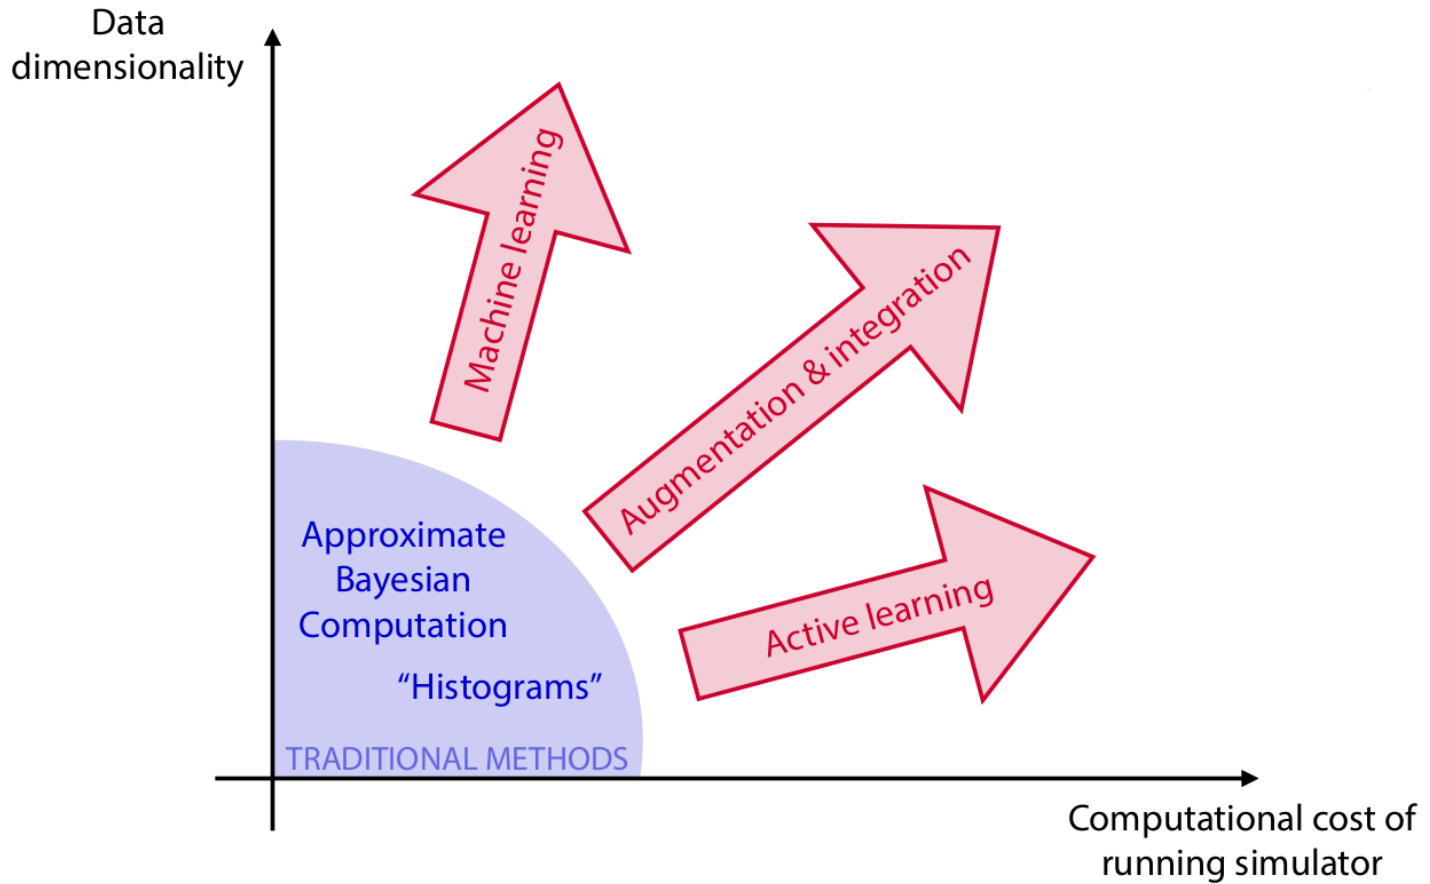 Data
dimensionality
Machine learning
Augmentation & integration
Active learning
Approximate
Bayesian
Computation
“Histograms”
TRADITIONAL METHODS
Computational cost of
running simulator